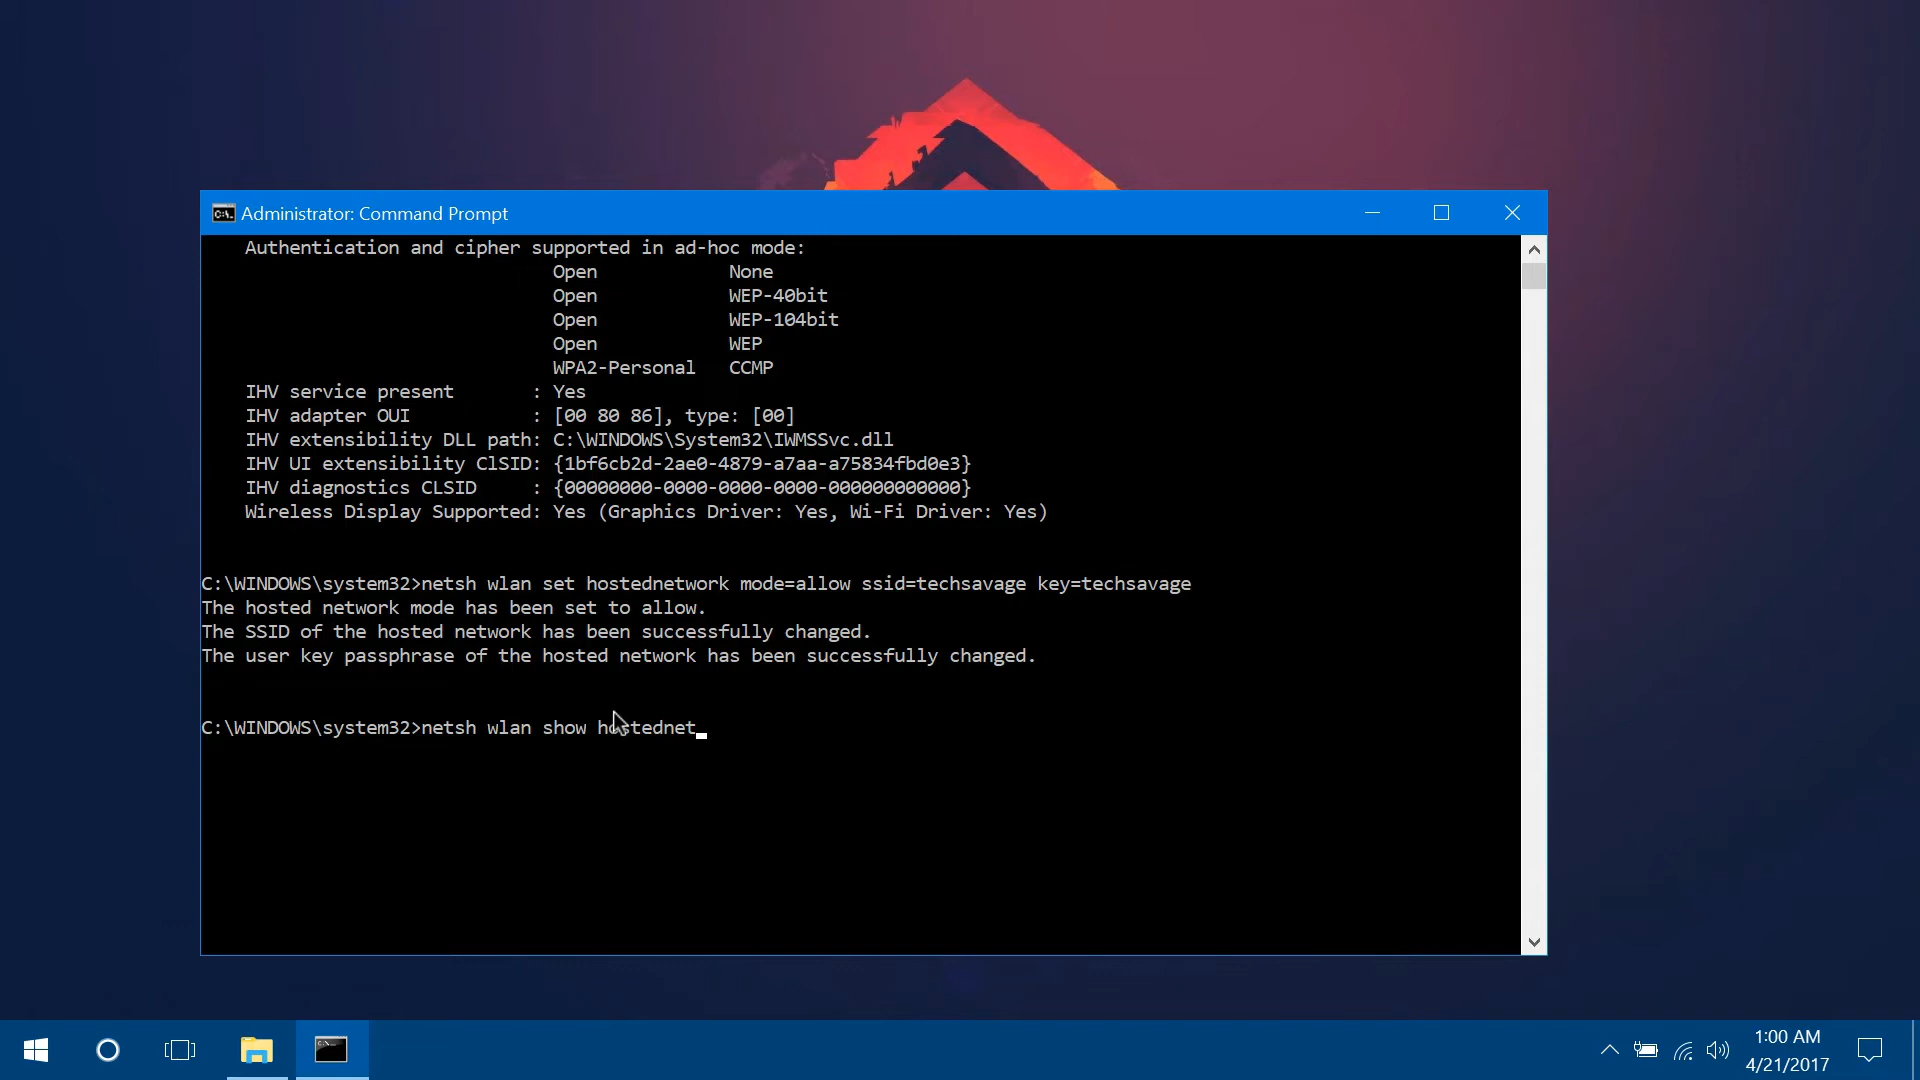 Administrator: Command Prompt
Authentication and cipher supported in ad-hoc mode:
Open None
Open WEP-40bit
Open WEP-104bit
Open WEP
WPA2-Personal CCMP
IHV service present : Yes
IHV adapter OUI : [00 80 86], type: [00]
IHV extensibility DLL path: C:\WINDOWS\System32\IWMSSvc.dll
IHV UI extensibility ClSID: {1bf6cb2d-2ae0-4879-a7aa-a75834fbd0e3}
IHV diagnostics CLSID : {00000000-0000-0000-0000-000000000000}
Wireless Display Supported: Yes (Graphics Driver: Yes, Wi-Fi Driver: Yes)
C:\WINDOWS\system32>netsh wlan set hostednetwork mode=allow ssid=techsavage key=techsavage
The hosted network mode has been set to allow.
The SSID of the hosted network has been successfully changed.
The user key passphrase of the hosted network has been successfully changed.
C:\WINDOWS\system32>netsh wlan show hostednet_
1:00 AM
4/21/2017